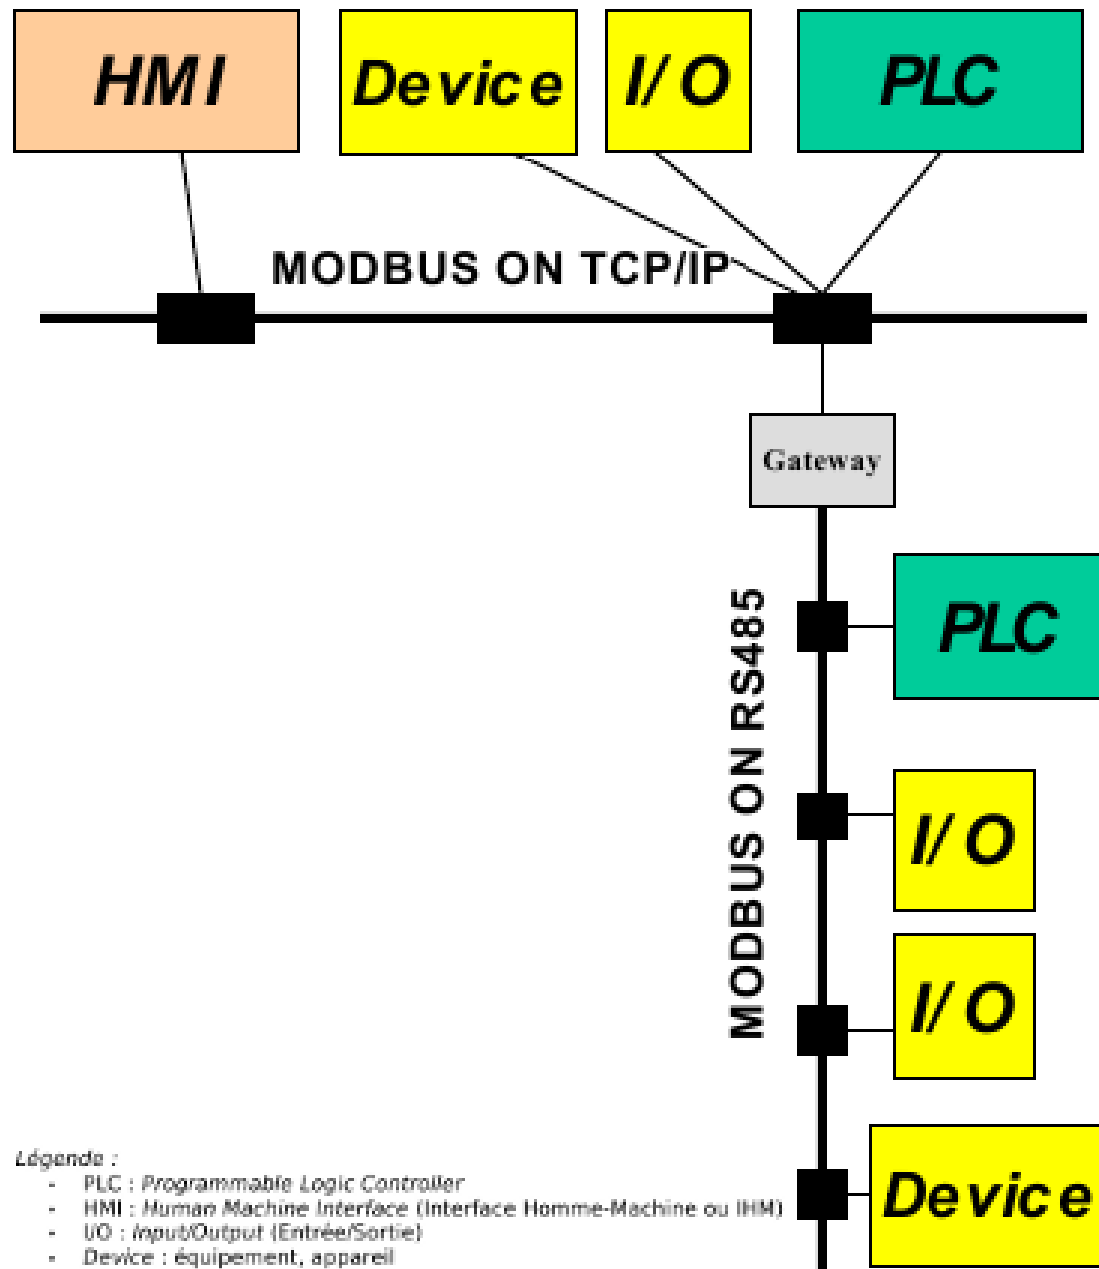 HMI
Device
I/O
PLC
MODBUS ON TCP/IP
Gateway
MODBUS ON RS485
PLC
I/O
I/O
Device
Légende :
- PLC : Programmable Logic Controller
- HMI : Human Machine Interface (Interface Homme-Machine ou IHM)
- I/O : Input/Output (Entrée/Sortie)
- Device : équipement, appareil